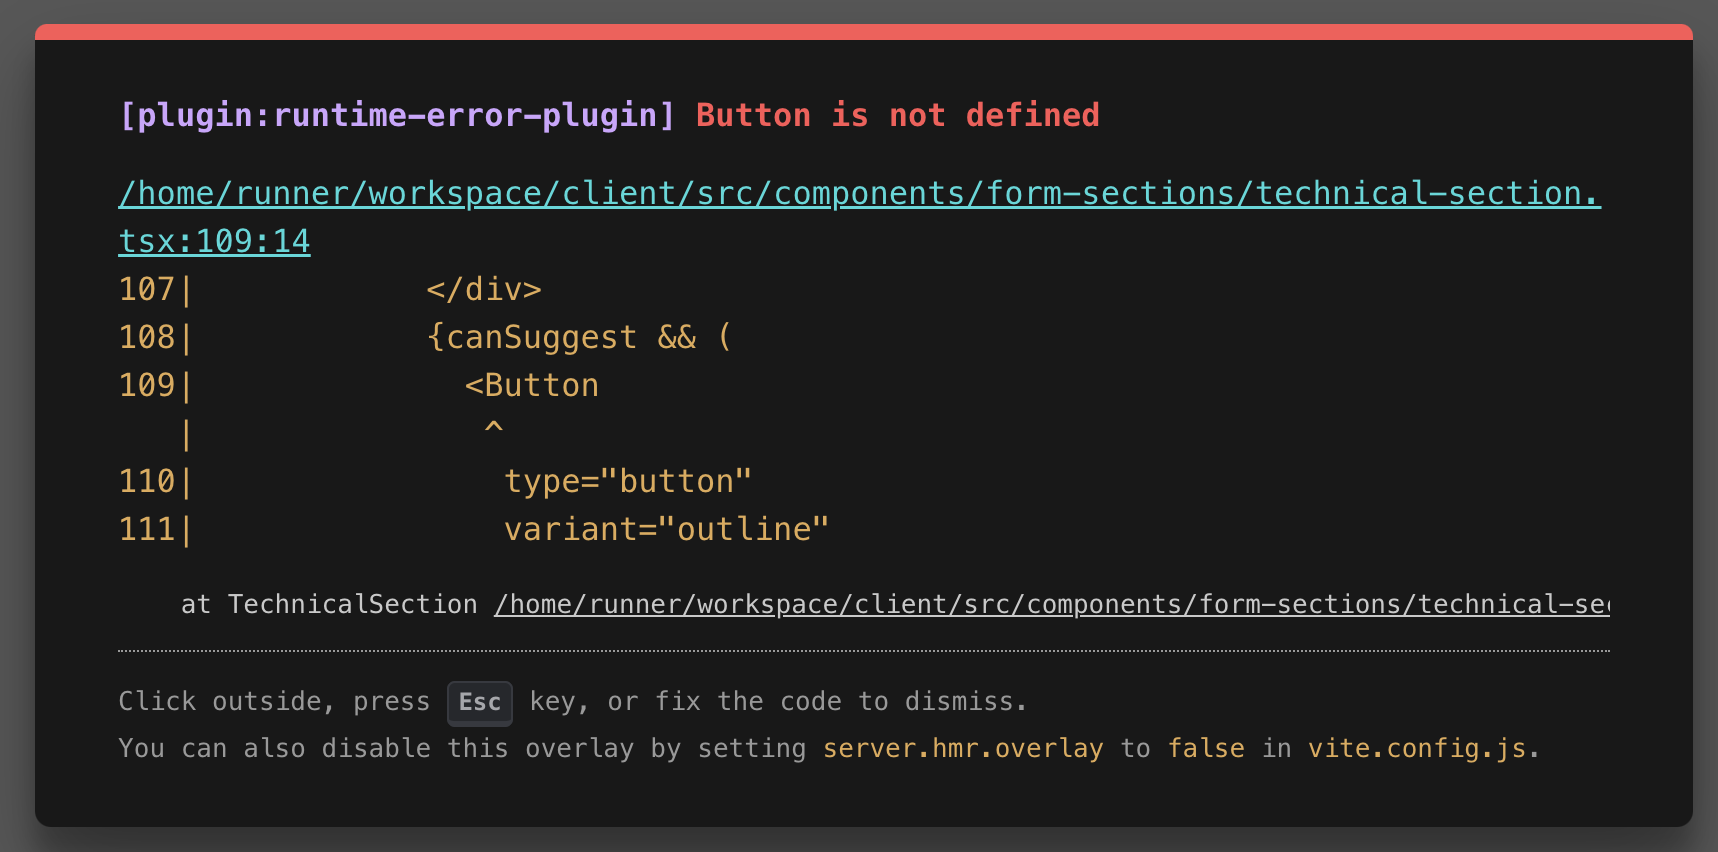 [plugin:runtime-error-plugin] Button is not defined
/home/runner/workspace/client/src/components/form-sections/technical-section.
tsx:109:14
107|            </div>
108|            {canSuggest && (
109|              <Button
   |               ^
110|                type="button"
111|                variant="outline"
at TechnicalSection /home/runner/workspace/client/src/components/form-sections/technical-sec
Click outside, press Esc key, or fix the code to dismiss.
You can also disable this overlay by setting server.hmr.overlay to false in vite.config.js.